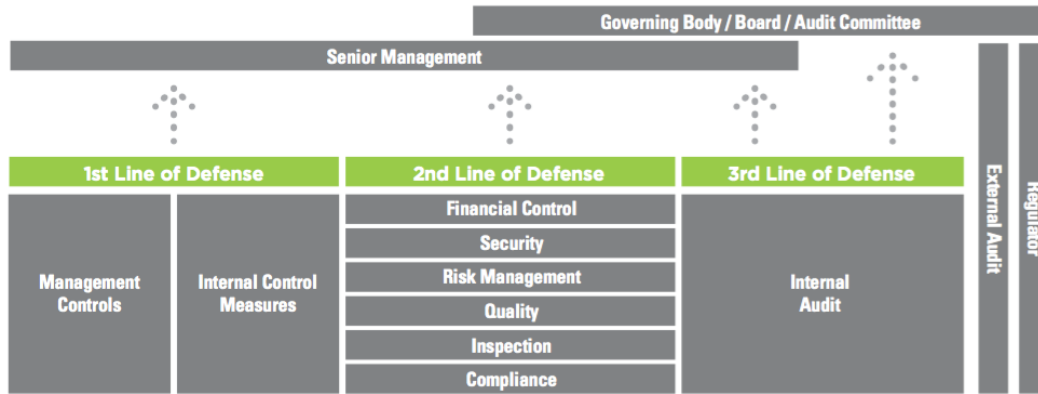 Governing Body / Board / Audit Committee
Senior Management
1st Line of Defense
2nd Line of Defense
3rd Line of Defense
Management
Controls
Internal Control
Measures
Financial Control
Security
Risk Management
Quality
Inspection
Compliance
Internal
Audit
External Audit
Regulator